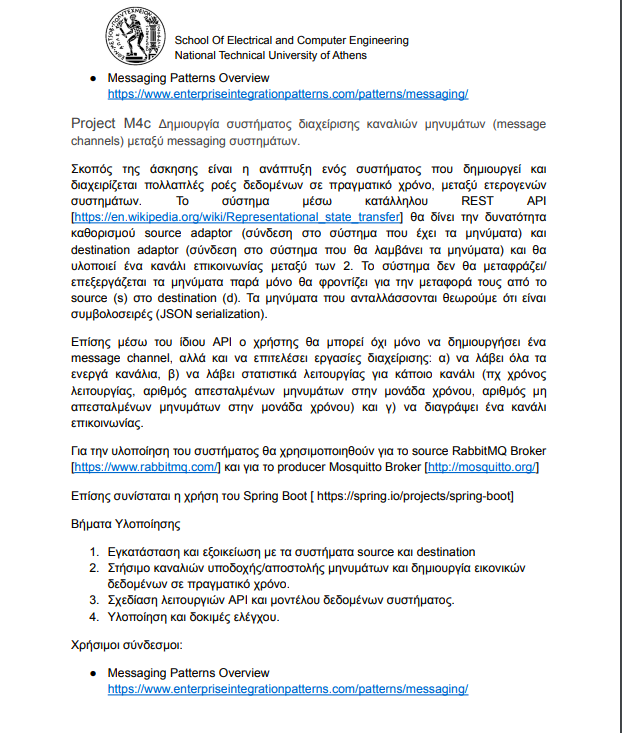 School Of Electrical and Computer Engineering
National Technical University of Athens
● Messaging Patterns Overview
https://www.enterpriseintegrationpatterns.com/patterns/messaging/
Project M4c Δημιουργία συστήματος διαχείρισης καναλιών μηνυμάτων (message
channels) μεταξύ messaging συστημάτων.
Σκοπός της άσκησης είναι η ανάπτυξη ενός συστήματος που δημιουργεί και
διαχειρίζεται πολλαπλές ροές δεδομένων σε πραγματικό χρόνο, μεταξύ ετερογενών
συστημάτων. Το σύστημα μέσω κατάλληλου REST API
[https://en.wikipedia.org/wiki/Representational_state_transfer] θα δίνει την δυνατότητα
καθορισμού source adaptor (σύνδεση στο σύστημα που έχει τα μηνύματα) και
destination adaptor (σύνδεση στο σύστημα που θα λαμβάνει τα μηνύματα) και θα
υλοποιεί ένα κανάλι επικοινωνίας μεταξύ των 2. Το σύστημα δεν θα μεταφράζει/
επεξεργάζεται τα μηνύματα παρά μόνο θα φροντίζει για την μεταφορά τους από το
source (s) στο destination (d). Τα μηνύματα που ανταλλάσσονται θεωρούμε ότι είναι
συμβολοσειρές (JSON serialization).
Επίσης μέσω του ίδιου API ο χρήστης θα μπορεί όχι μόνο να δημιουργήσει ένα
message channel, αλλά και να επιτελέσει εργασίες διαχείρισης: α) να λάβει όλα τα
ενεργά κανάλια, β) να λάβει στατιστικά λειτουργίας για κάποιο κανάλι (πχ χρόνος
λειτουργίας, αριθμός απεσταλμένων μηνυμάτων στην μονάδα χρόνου, αριθμός μη
απεσταλμένων μηνυμάτων στην μονάδα χρόνου) και γ) να διαγράψει ένα κανάλι
επικοινωνίας.
Για την υλοποίηση του συστήματος θα χρησιμοποιηθούν για το source RabbitMQ Broker
[https://www.rabbitmq.com/] και για το producer Mosquitto Broker [http://mosquitto.org/]
Επίσης συνίσταται η χρήση του Spring Boot [ https://spring.io/projects/spring-boot]
Βήματα Υλοποίησης
1. Εγκατάσταση και εξοικείωση με τα συστήματα source και destination
2. Στήσιμο καναλιών υποδοχής/αποστολής μηνυμάτων και δημιουργία εικονικών
δεδομένων σε πραγματικό χρόνο.
3. Σχεδίαση λειτουργιών API και μοντέλου δεδομένων συστήματος.
4. Υλοποίηση και δοκιμές ελέγχου.
Χρήσιμοι σύνδεσμοι:
● Messaging Patterns Overview
https://www.enterpriseintegrationpatterns.com/patterns/messaging/